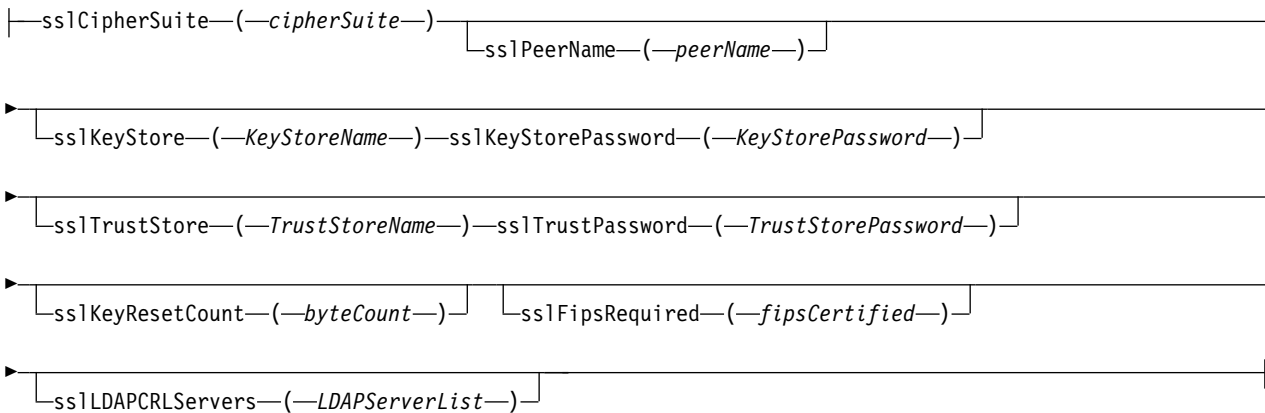 sslCipherSuite ( cipherSuite )
sslPeerName ( peerName )
sslKeyStore ( KeyStoreName ) sslKeyStorePassword ( KeyStorePassword )
sslTrustStore ( TrustStoreName ) sslTrustPassword ( TrustStorePassword )
sslKeyResetCount ( byteCount ) sslFipsRequired ( fipsCertified )
sslLDAPCRLServers ( LDAPServerList )